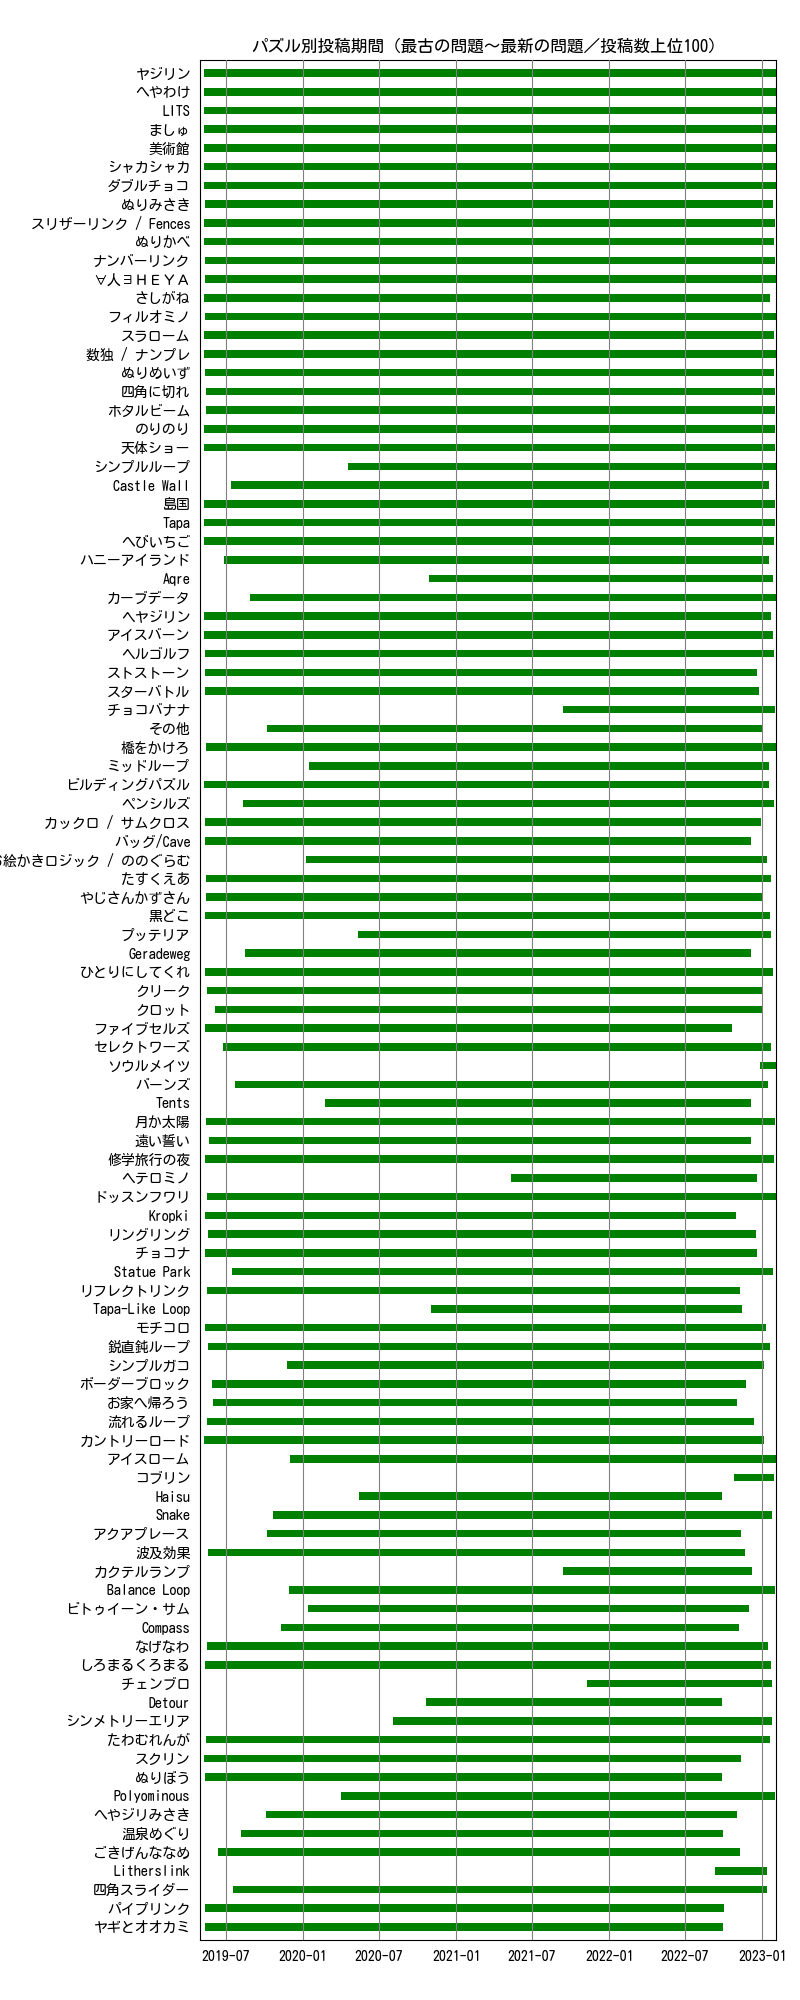 パズル別投稿期間（最古の問題～最新の問題／投稿数上位100）
ヤジリン
へやわけ
LITS
ましゅ
美術館
シャカシャカ
ダブルチョコ
ぬりみさき
スリザーリンク / Fences
ぬりかべ
ナンバーリンク
∀人∃ＨＥＹＡ
さしがね
フィルオミノ
スラローム
数独 / ナンプレ
ぬりめいず
四角に切れ
ホタルビーム
のりのり
天体ショー
シンプルループ
Castle Wall
島国
Tapa
へびいちご
ハニーアイランド
Aqre
カーブデータ
ヘヤジリン
アイスバーン
ヘルゴルフ
ストストーン
スターバトル
チョコバナナ
その他
橋をかけろ
ミッドループ
ビルディングパズル
ペンシルズ
カックロ / サムクロス
バッグ/Cave
絵かきロジック / ののぐらむ
たすくえあ
やじさんかずさん
黒どこ
プッテリア
Geradeweg
ひとりにしてくれ
クリーク
クロット
ファイブセルズ
セレクトワーズ
ソウルメイツ
バーンズ
Tents
月か太陽
遠い誓い
修学旅行の夜
ヘテロミノ
ドッスンフワリ
Kropki
リングリング
チョコナ
Statue Park
リフレクトリンク
Tapa-Like Loop
モチコロ
鋭直鈍ループ
シンプルガコ
ボーダーブロック
お家へ帰ろう
流れるループ
カントリーロード
アイスローム
コブリン
Haisu
Snake
アクアプレース
波及効果
カクテルランプ
Balance Loop
ビトゥイーン・サム
Compass
なげなわ
しろまるくろまる
チェンブロ
Detour
シンメトリーエリア
たわむれんが
スクリン
ぬりぼう
Polyominous
へやジリみさき
温泉めぐり
ごきげんななめ
Litherslink
四角スライダー
パイプリンク
ヤギとオオカミ
2019-07 2020-01 2020-07 2021-01 2021-07 2022-01 2022-07 2023-01